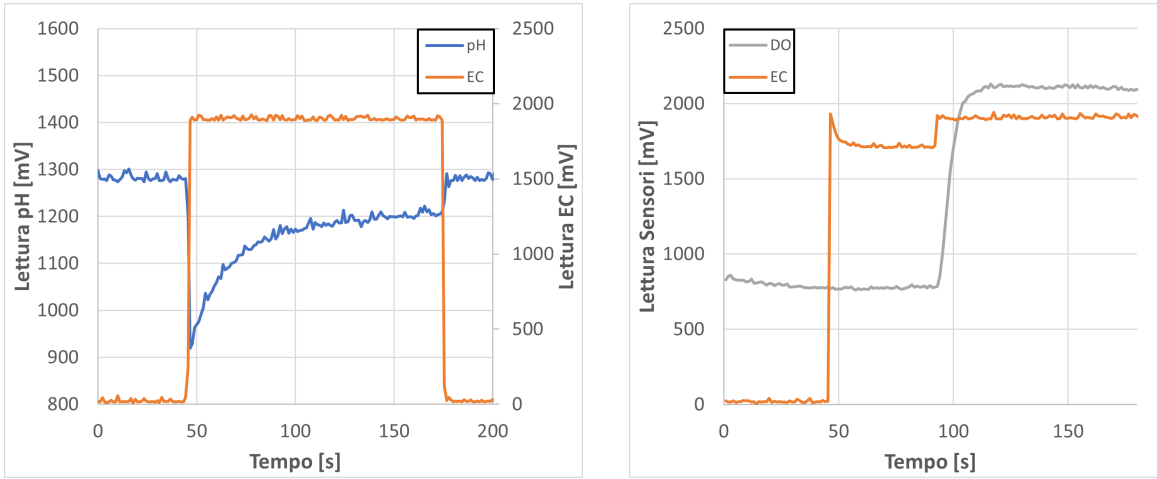 1600
1500
1400
1300
1200
1100
1000
900
800
Lettura pH [mV]
pH
EC
2500
2000
1500
1000
500
0
Lettura EC [mV]
0 50 100 150 200
Tempo [s]
2500
2000
1500
1000
500
0
Lettura Sensori [mV]
DO
EC
0 50 100 150
Tempo [s]